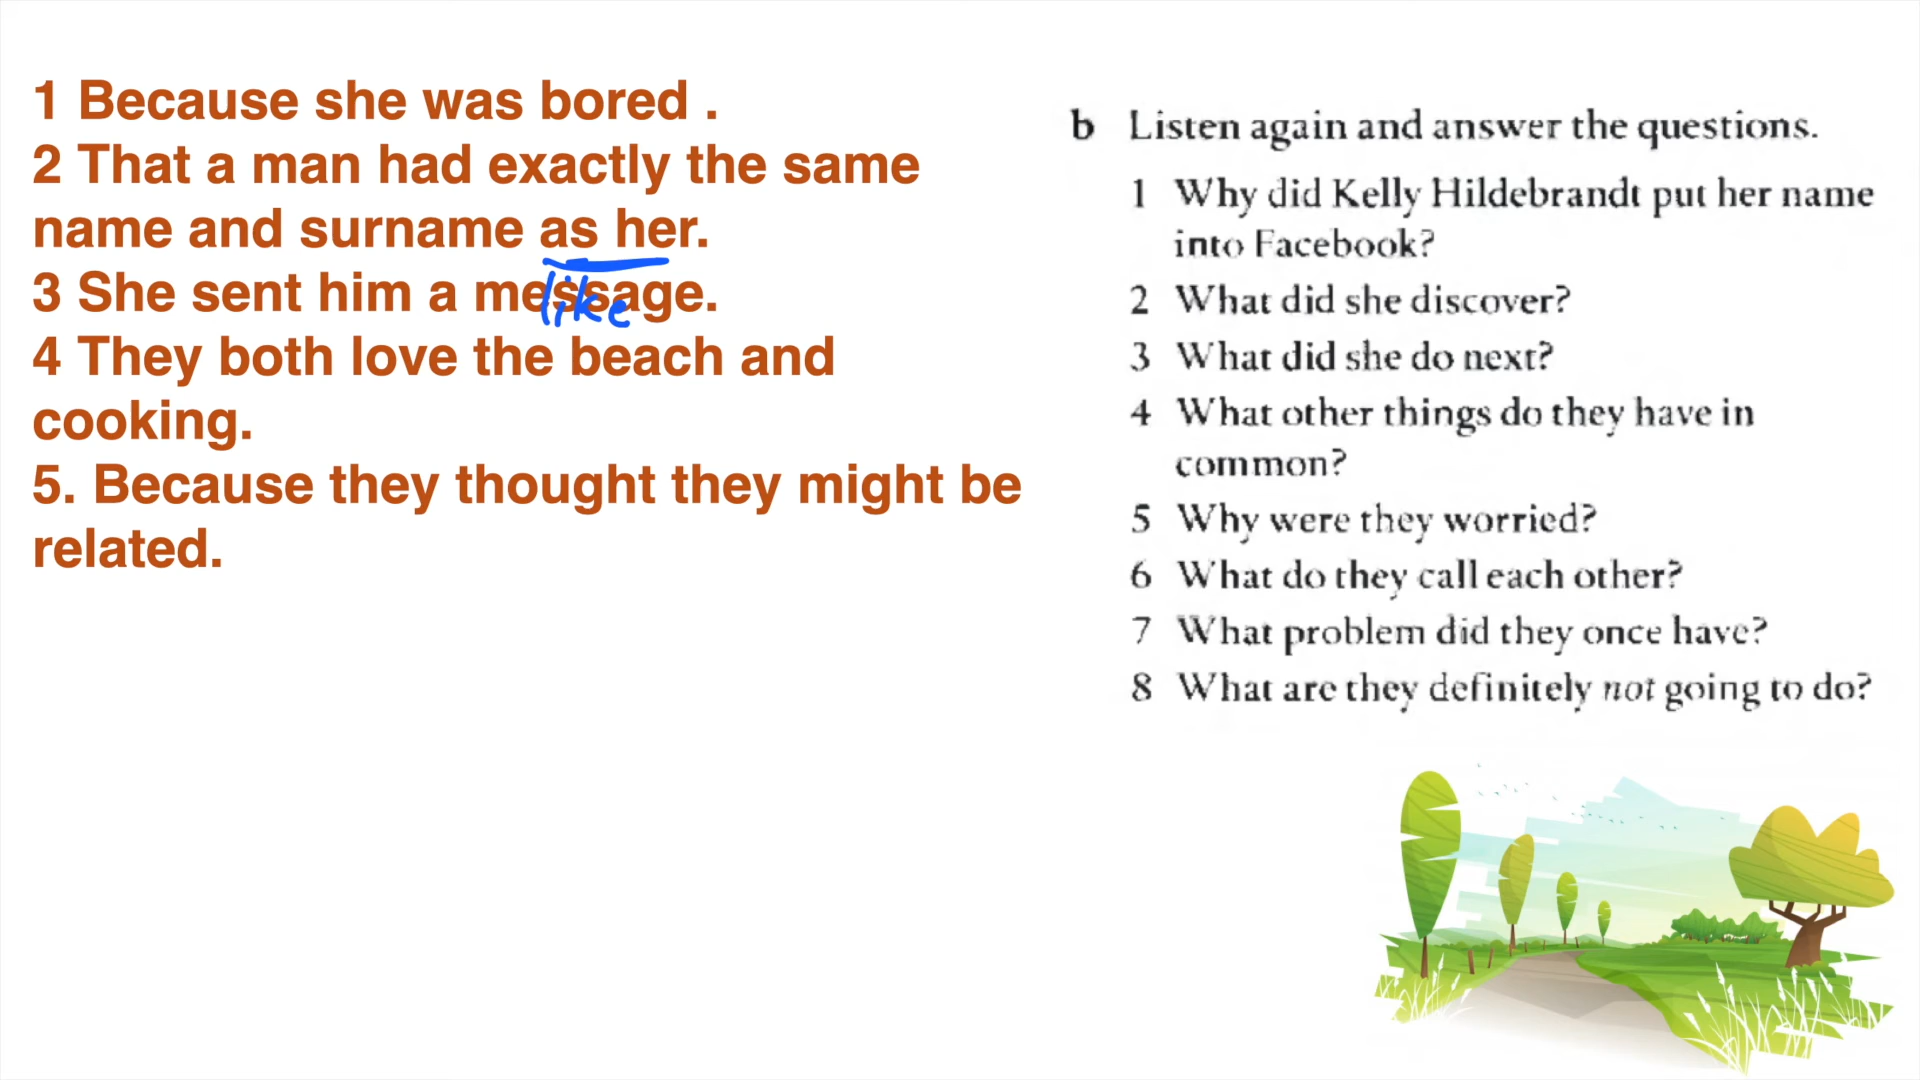 1 Because she was bored .
2 That a man had exactly the same
name and surname as her.
like
3 She sent him a message.
4 They both love the beach and
cooking.
5. Because they thought they might be
related.
b Listen again and answer the questions.
1 Why did Kelly Hildebrandt put her name
into Facebook?
2 What did she discover?
3 What did she do next?
4 What other things do they have in
common?
5 Why were they worried?
6 What do they call each other?
7 What problem did they once have?
8 What are they definitely not going to do?